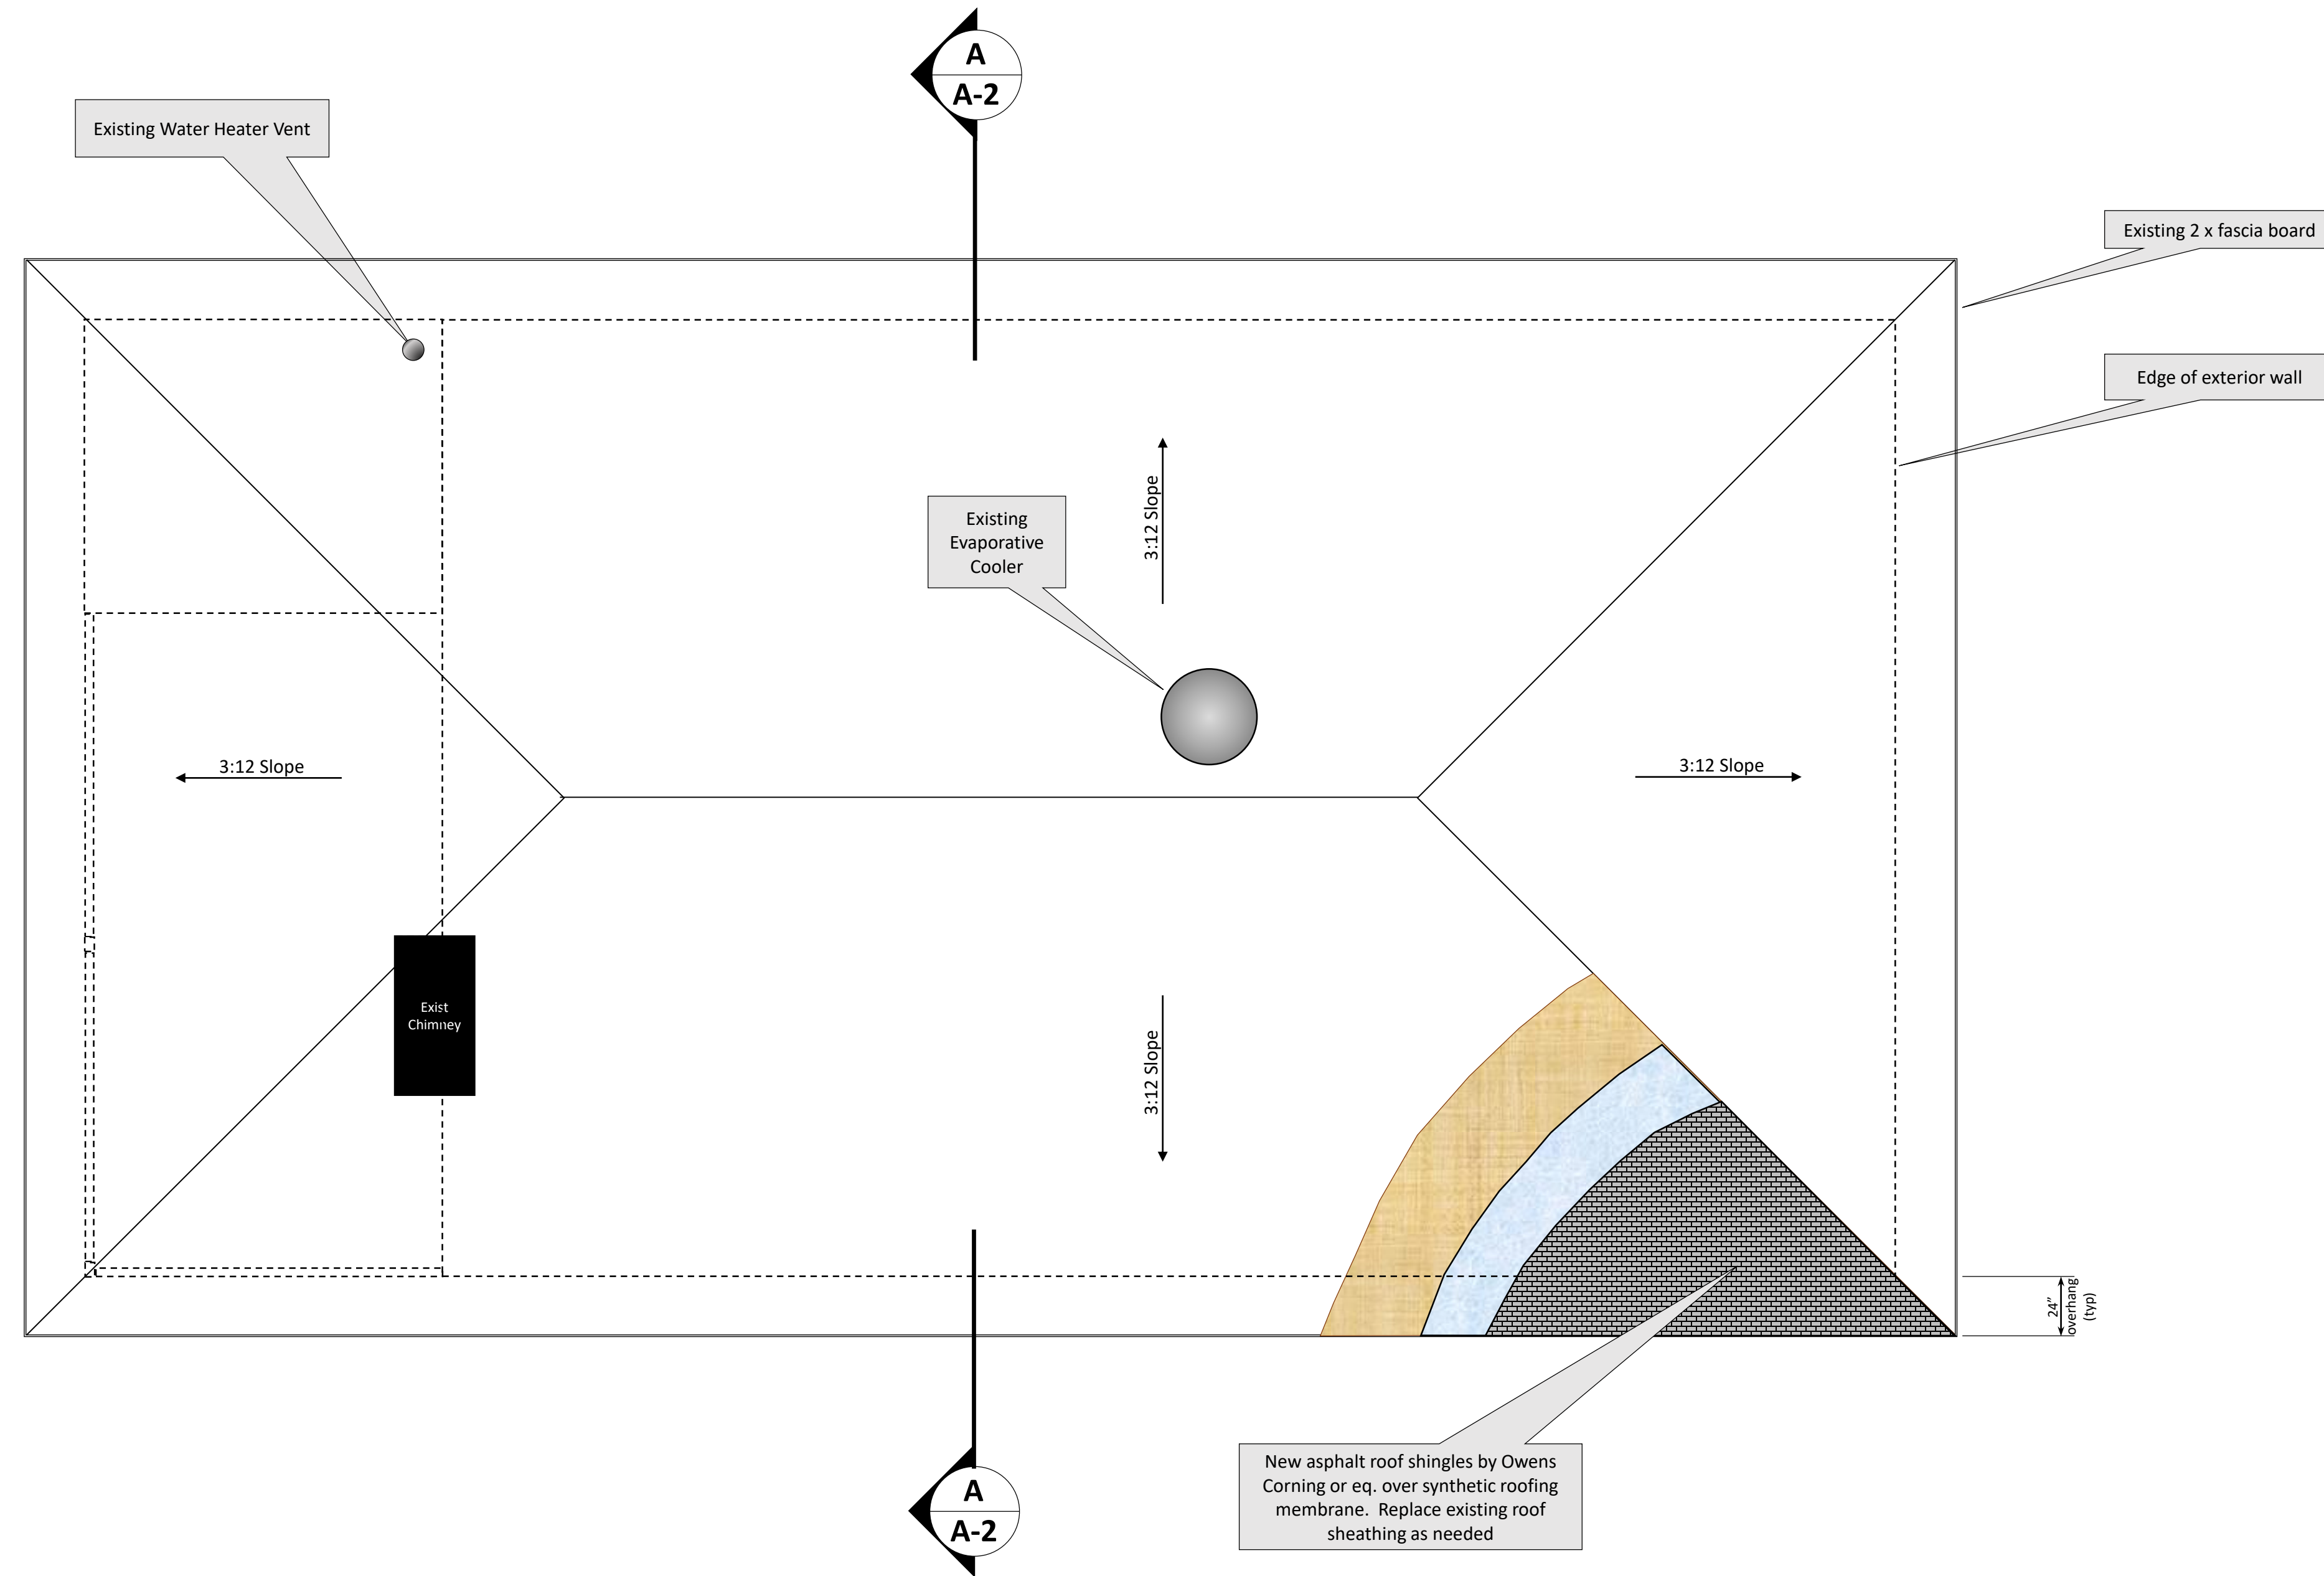 A
A-2
Existing Water Heater Vent
Existing 2 x fascia board
Edge of exterior wall
Existing
Evaporative
Cooler
3:12 Slope
3:12 Slope
3:12 Slope
Exist
Chimney
3:12 Slope
24”
overhang
(typ)
New asphalt roof shingles by Owens
Corning or eq. over synthetic roofing
membrane.  Replace existing roof
sheathing as needed
A
A-2